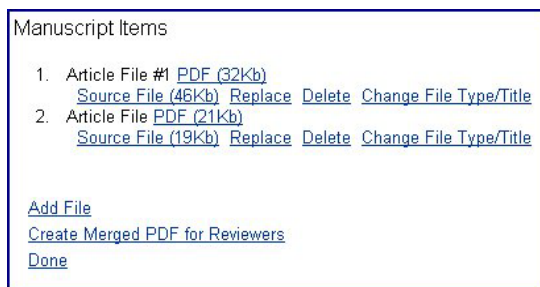 Manuscript Items
1. Article File #1 PDF (32Kb)
Source File (46Kb) Replace Delete Change File Type/Title
2. Article File PDF (21Kb)
Source File (19Kb) Replace Delete Change File Type/Title
Add File
Create Merged PDF for Reviewers
Done